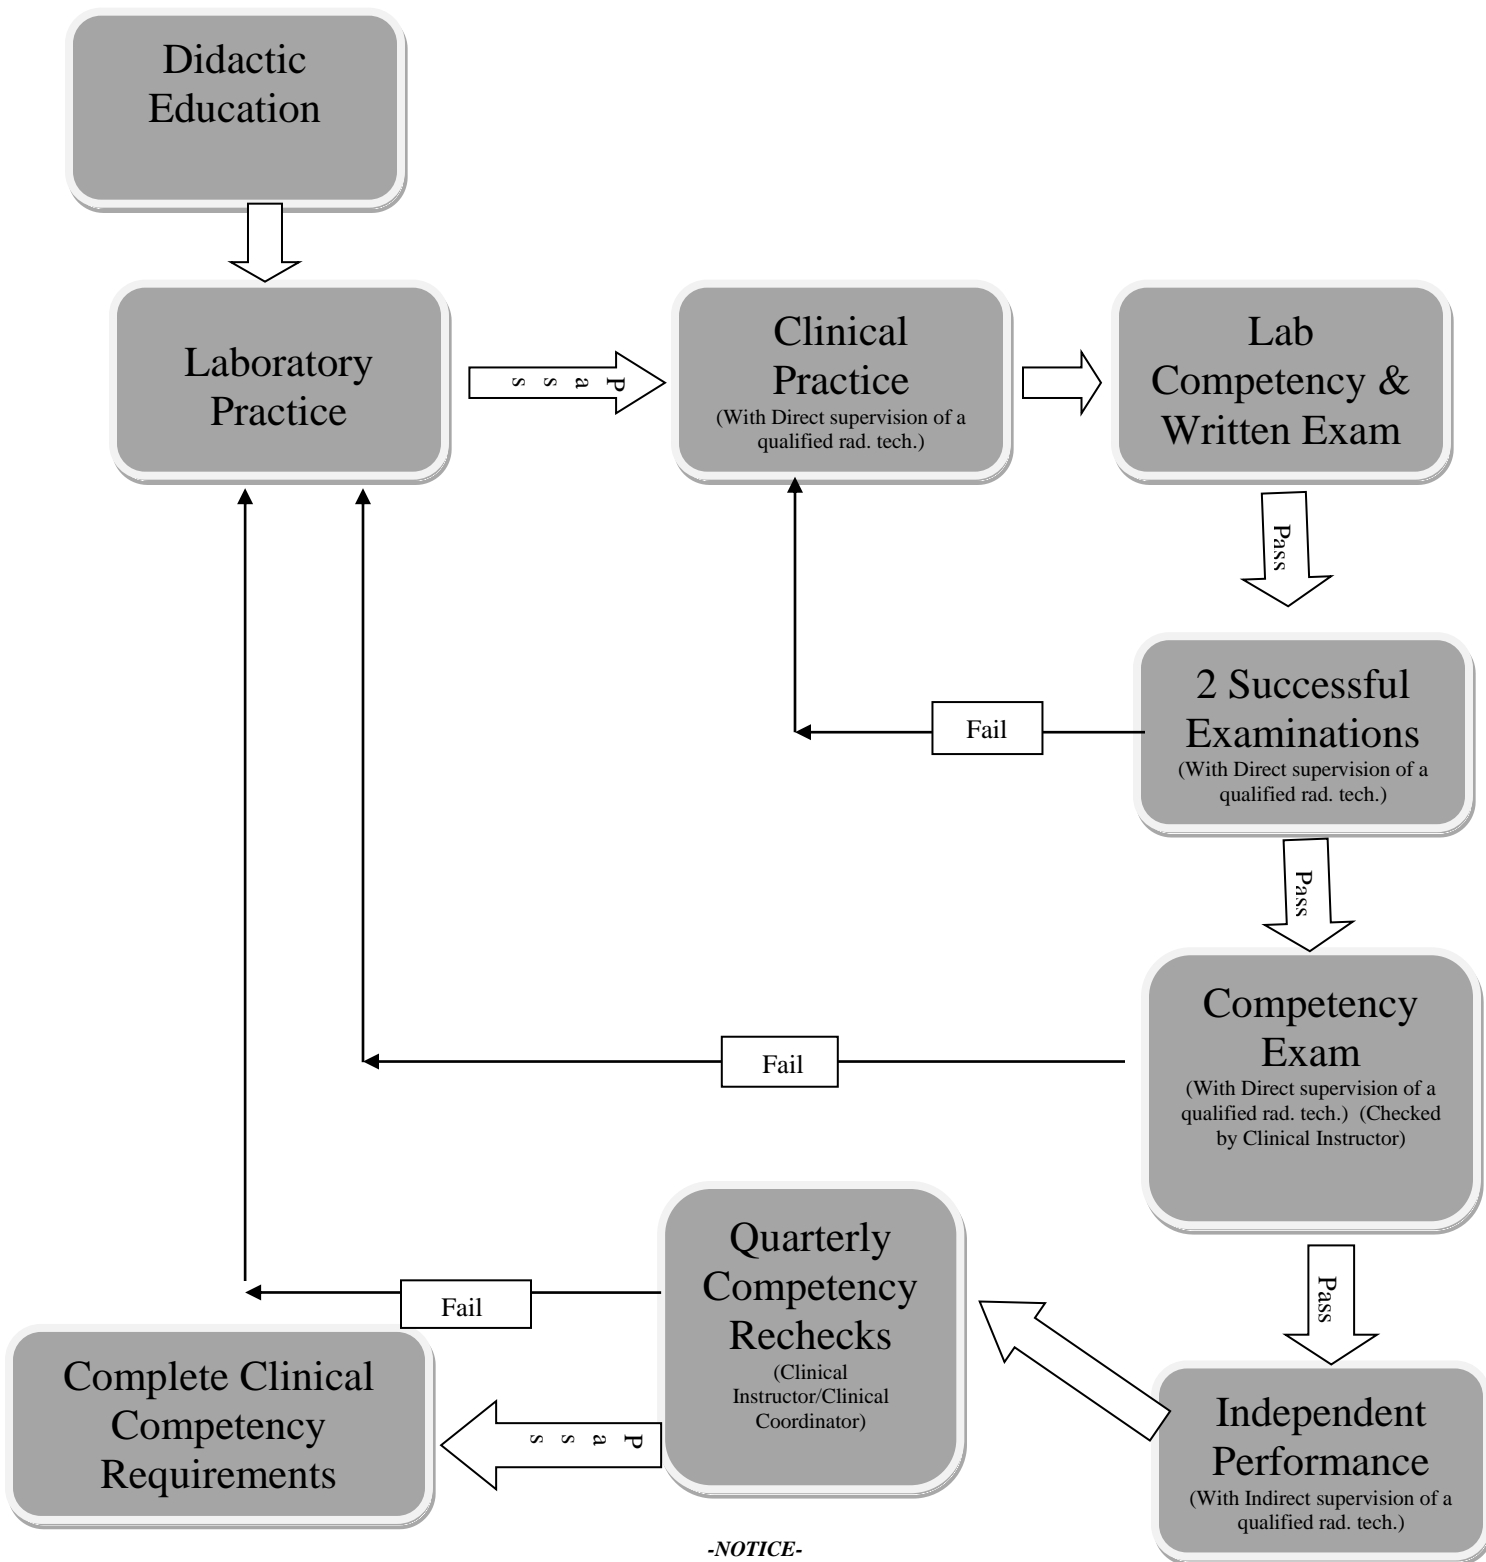 Didactic
Education
Laboratory
Practice
Pass
Clinical
Practice
(With Direct supervision of a
qualified rad. tech.)
Lab
Competency &
Written Exam
Pass
2 Successful
Examinations
(With Direct supervision of a
qualified rad. tech.)
Fail
Pass
Competency
Exam
(With Direct supervision of a
qualified rad. tech.)  (Checked
by Clinical Instructor)
Fail
Pass
Independent
Performance
(With Indirect supervision of a
qualified rad. tech.)
Quarterly
Competency
Rechecks
(Clinical
Instructor/Clinical
Coordinator)
Fail
Pass
Complete Clinical
Competency
Requirements
-NOTICE-